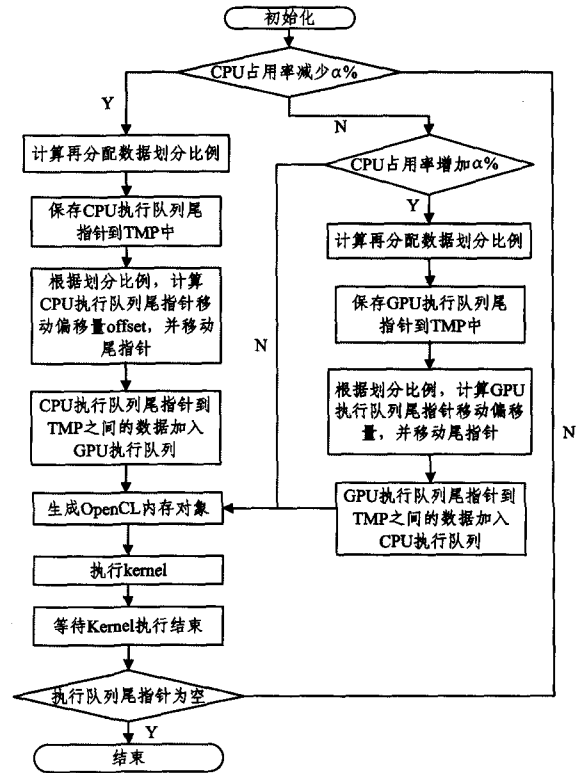 初始化
CPU占用率减少α%
Y
N
计算再分配数据划分比例
CPU占用率增加α%
Y
保存CPU执行队列尾
指针到TMP中
计算再分配数据划分比例
根据划分比例，计算
CPU执行队列尾指针移
动偏移量offset，并移动
尾指针
保存GPU执行队列尾
指针到TMP中
N
根据划分比例，计算GPU
执行队列尾指针移动偏移
量，并移动尾指针
N
CPU执行队列尾指针到
TMP之间的数据加入
GPU执行队列
GPU执行队列尾指针到
TMP之间的数据加入
CPU执行队列
生成OpenCL内存对象
执行kernel
等待Kernel执行结束
执行队列尾指针为空
Y
结束